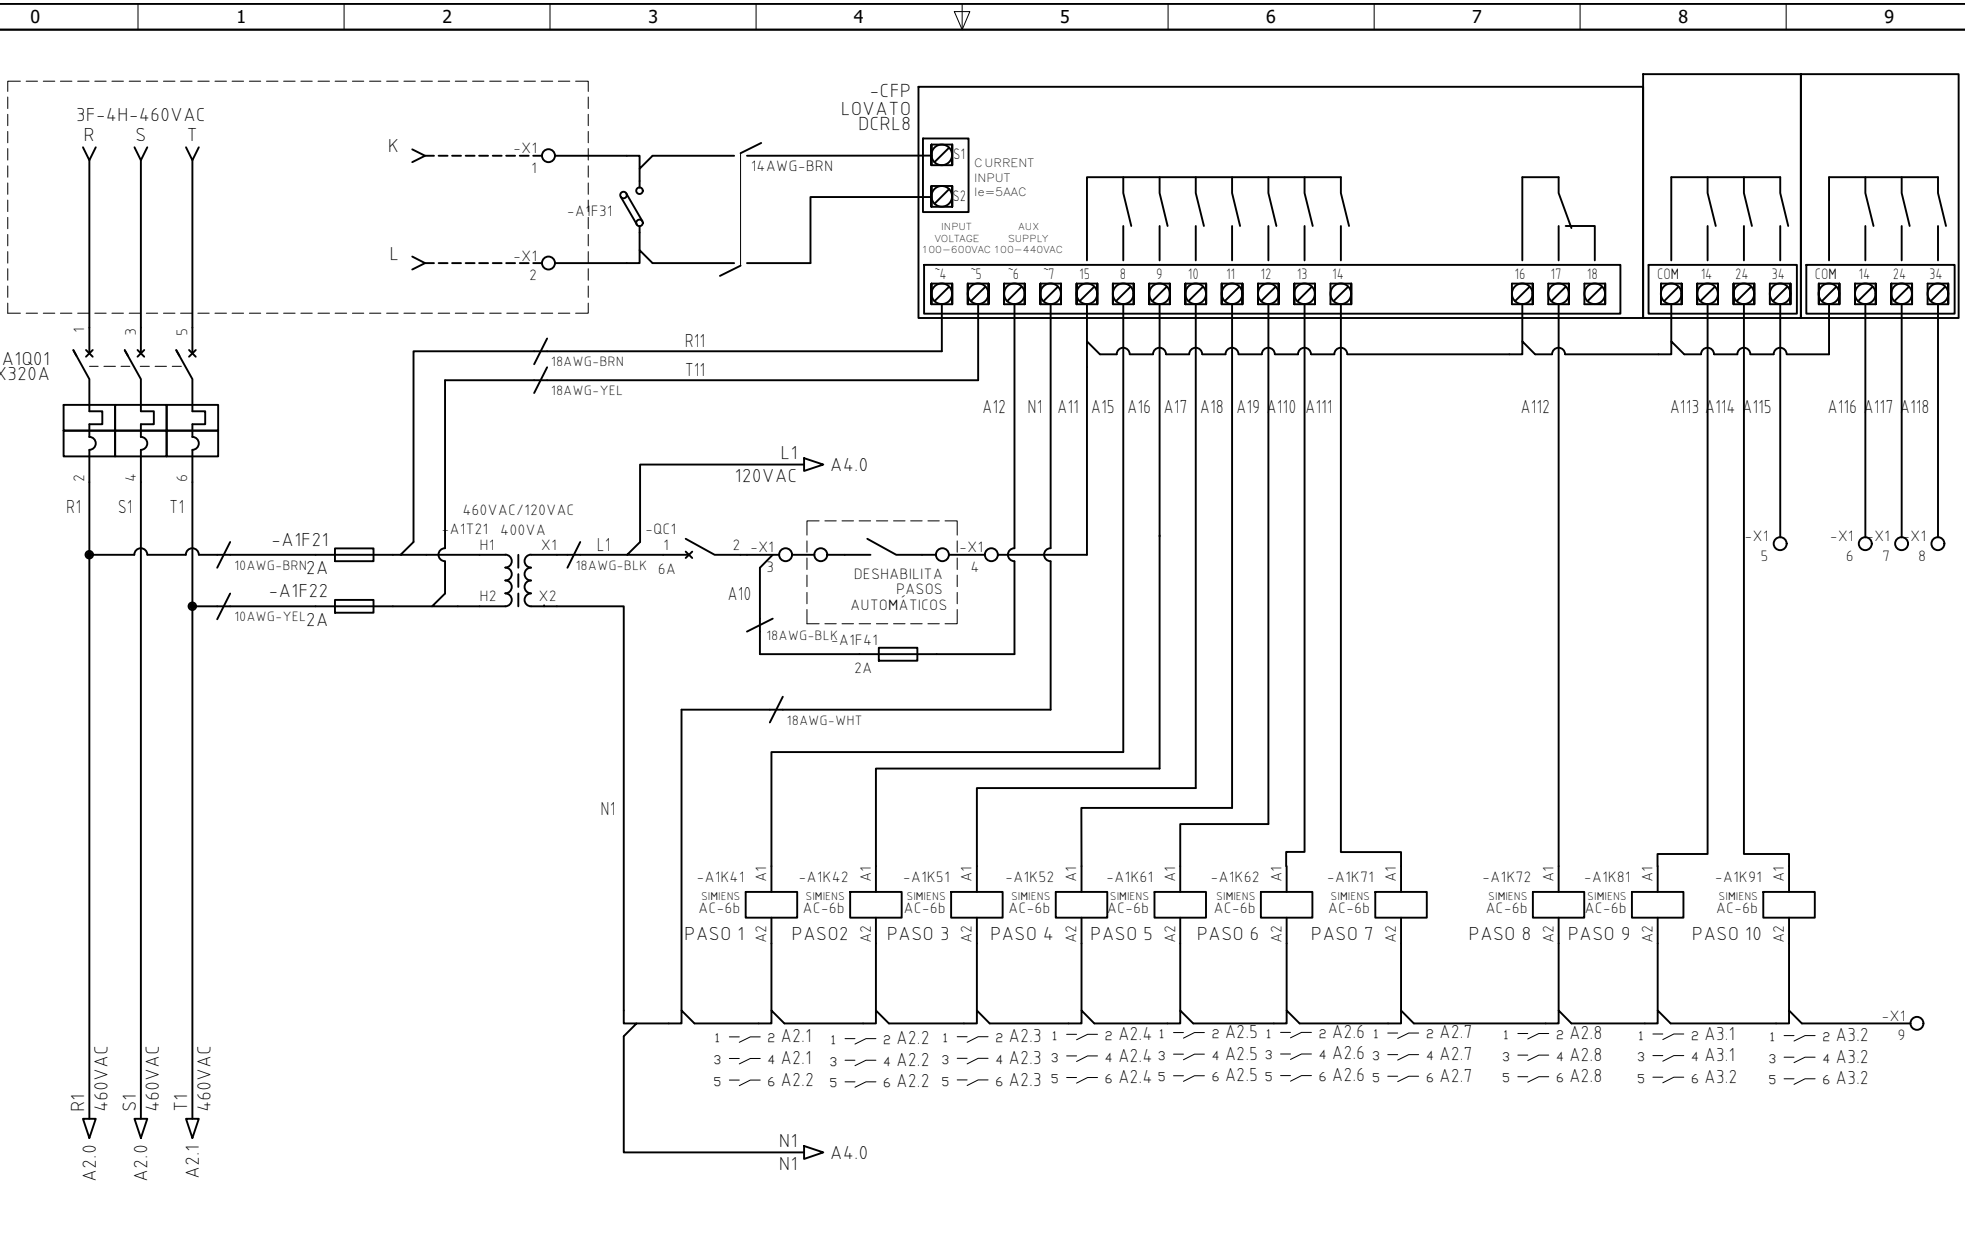 0 1 2 3 4 5 6 7 8 9
3F-4H-460VAC
R S T
K
-X1
1
L
-X1
2
-A1F31
14AWG-BRN
-CFP
LOVATO
DCRL8
S1
S2
CURRENT
INPUT
Ie=5AAC
INPUT
VOLTAGE
100-600VAC
AUX
SUPPLY
100-440VAC
~4 ~5 ~6 ~7 15 8 9 10 11 12 13 14 16 17 18
COM 14 24 34
COM 14 24 34
1 3 5
A1Q01
X320A
2 4 6
R1 S1 T1
R11
18AWG-BRN
T11
18AWG-YEL
A12 N1 A11 A15 A16 A17 A18 A19 A110 A111 A112 A113 A114 A115 A116 A117 A118
L1
120VAC
A4.0
-A1F21
10AWG-BRN
2A
-A1F22
10AWG-YEL
2A
460VAC/120VAC
-A1T21 400VA
H1 X1
H2 X2
L1
18AWG-BLK
-QC1
1 2
6A
-X1
3
DESHABILITA
PASOS
AUTOMÁTICOS
-X1
4
A10
18AWG-BLK
-A1F41
2A
18AWG-WHT
-X1
5
-X1
6
-X1
7
-X1
8
N1
-A1K41 A1
SIMIENS
AC-6b
PASO 1 A2
-A1K42 A1
SIMIENS
AC-6b
PASO2 A2
-A1K51 A1
SIMIENS
AC-6b
PASO 3 A2
-A1K52 A1
SIMIENS
AC-6b
PASO 4 A2
-A1K61 A1
SIMIENS
AC-6b
PASO 5 A2
-A1K62 A1
SIMIENS
AC-6b
PASO 6 A2
-A1K71 A1
SIMIENS
AC-6b
PASO 7 A2
-A1K72 A1
SIMIENS
AC-6b
PASO 8 A2
-A1K81 A1
SIMIENS
AC-6b
PASO 9 A2
-A1K91 A1
SIMIENS
AC-6b
PASO 10 A2
-X1
9
1 2 A2.1
3 4 A2.1
5 6 A2.2
1 2 A2.2
3 4 A2.2
5 6 A2.2
1 2 A2.3
3 4 A2.3
5 6 A2.3
1 2 A2.4
3 4 A2.4
5 6 A2.4
1 2 A2.5
3 4 A2.5
5 6 A2.5
1 2 A2.6
3 4 A2.6
5 6 A2.6
1 2 A2.7
3 4 A2.7
5 6 A2.7
1 2 A2.8
3 4 A2.8
5 6 A2.8
1 2 A3.1
3 4 A3.1
5 6 A3.2
1 2 A3.2
3 4 A3.2
5 6 A3.2
R1
460VAC
A2.0
S1
460VAC
A2.0
T1
460VAC
A2.1
N1
N1
A4.0